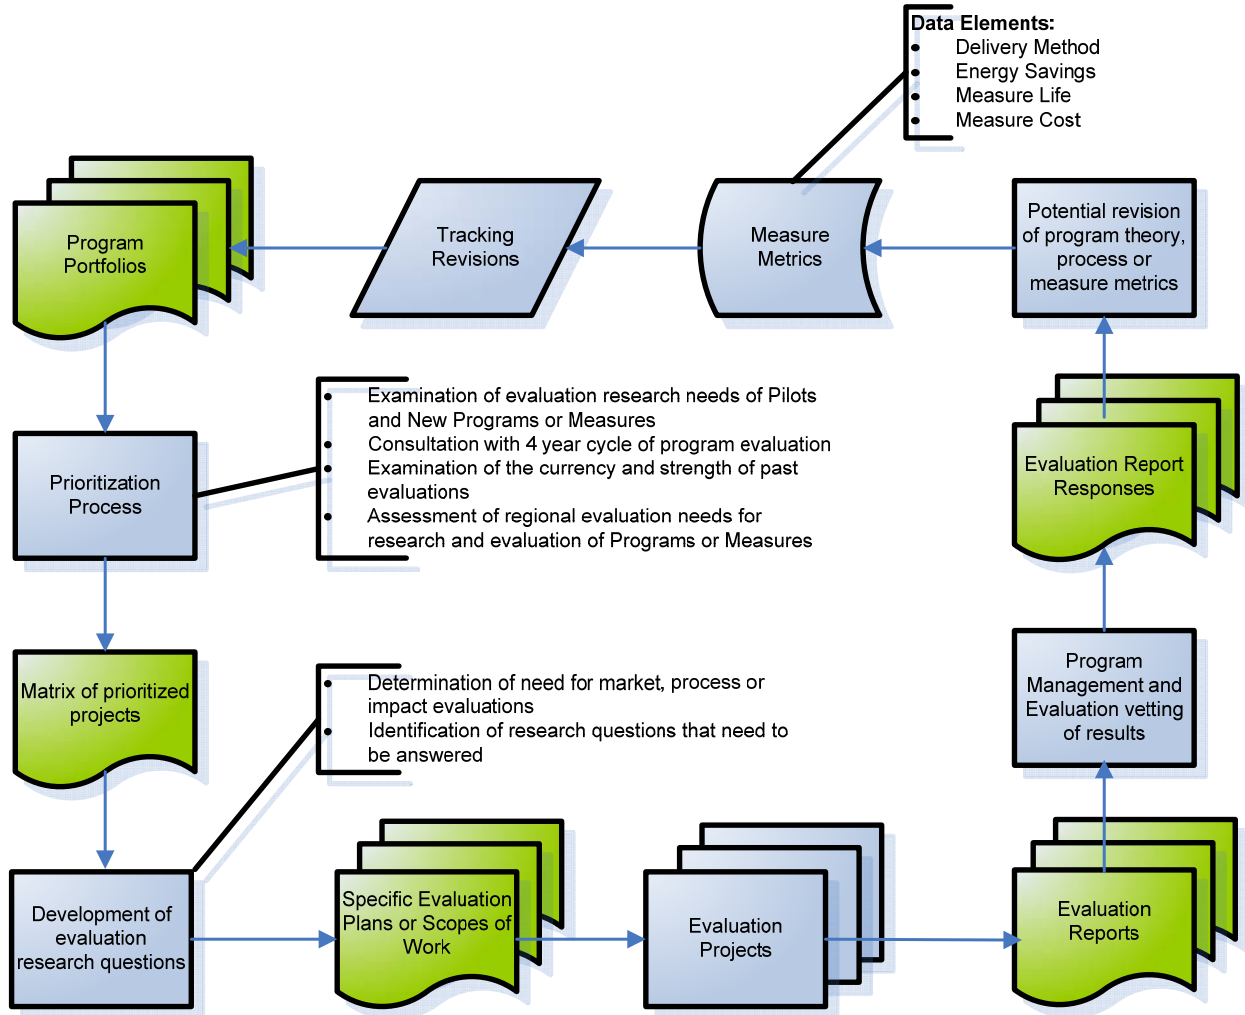 Data Elements:
• Delivery Method
• Energy Savings
• Measure Life
• Measure Cost
Program
Portfolios
Tracking
Revisions
Measure
Metrics
Potential revision
of program theory,
process or
measure metrics
• Examination of evaluation research needs of Pilots
and New Programs or Measures
• Consultation with 4 year cycle of program evaluation
• Examination of the currency and strength of past
evaluations
• Assessment of regional evaluation needs for
research and evaluation of Programs or Measures
Prioritization
Process
Evaluation Report
Responses
Matrix of prioritized
projects
• Determination of need for market, process or
impact evaluations
• Identification of research questions that need to
be answered
Program
Management and
Evaluation vetting
of results
Development of
evaluation
research questions
Specific Evaluation
Plans or Scopes of
Work
Evaluation
Projects
Evaluation
Reports